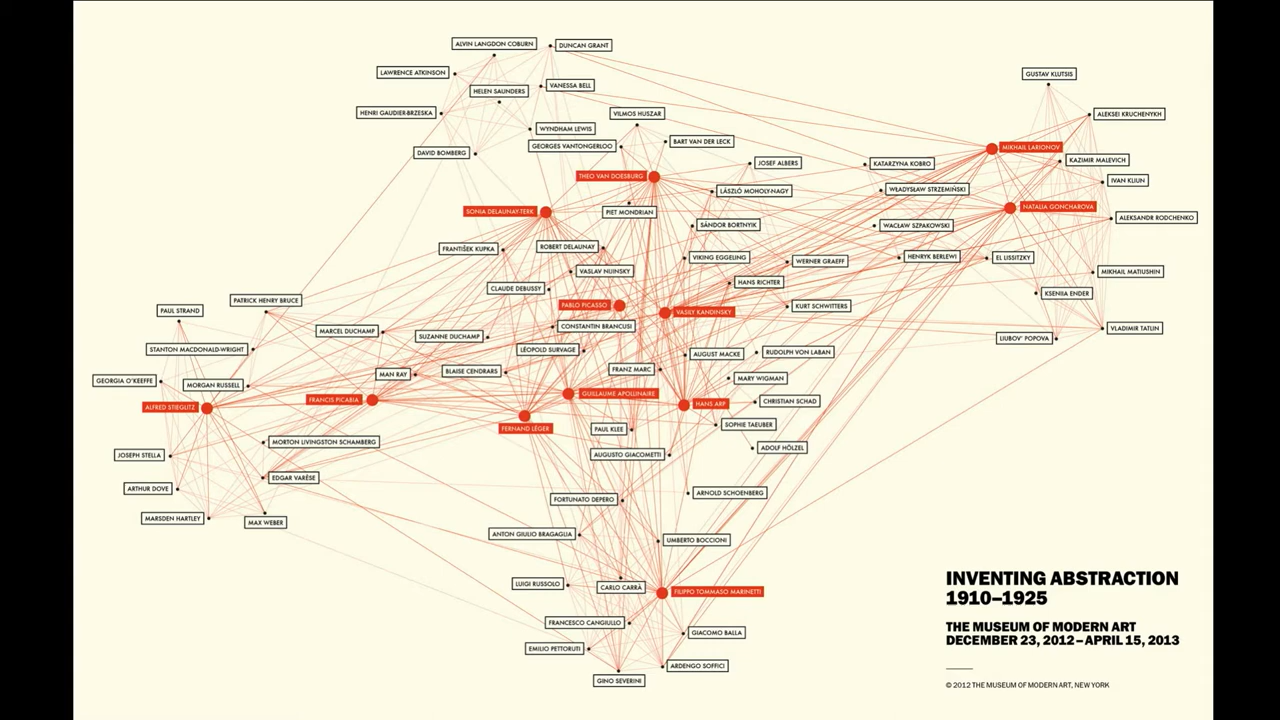 ALVIN LANGDON COBURN
DUNCAN GRANT
LAWRENCE ATKINSON
GUSTAV KLUTSIS
HELEN SAUNDERS
VANESSA BELL
HENRI GAUDIER-BRZESKA
VILMOS HUSZAR
ALEKSEI KRUCHENYKH
WYNDHAM LEWIS
GEORGES VANTONGERLOO
BART VAN DER LECK
MIKHAIL LARIONOV
DAVID BOMBERG
JOSEF ALBERS
KATARZYNA KOBRO
KAZIMIR MALEVICH
THEO VAN DOESBURG
IVAN KLIUN
LÁSZLÓ MOHOLY-NAGY
WŁADYSŁAW STRZEMIŃSKI
SONIA DELAUNAY-TERK
PIET MONDRIAN
NATALIA GONCHAROVA
ALEKSANDR RODCHENKO
SÁNDOR BORTNYIK
WACŁAW SZPAKOWSKI
FRANTIŠEK KUPKA
ROBERT DELAUNAY
VIKING EGGELING
WERNER GRAEFF
HENRYK BERLEWI
EL LISSITZKY
VASLAV NIJINSKY
MIKHAIL MATIUSHIN
CLAUDE DEBUSSY
HANS RICHTER
KSENIIA ENDER
PATRICK HENRY BRUCE
PABLO PICASSO
KURT SCHWITTERS
PAUL STRAND
VASILY KANDINSKY
MARCEL DUCHAMP
CONSTANTIN BRANCUSI
VLADIMIR TATLIN
SUZANNE DUCHAMP
LIUBOV' POPOVA
STANTON MACDONALD-WRIGHT
LÉOPOLD SURVAGE
AUGUST MACKE
RUDOLPH VON LABAN
GEORGIA O'KEEFFE
MORGAN RUSSELL
MAN RAY
BLAISE CENDRARS
FRANZ MARC
MARY WIGMAN
ALFRED STIEGLITZ
FRANCIS PICABIA
GUILLAUME APOLLINAIRE
HANS ARP
CHRISTIAN SCHAD
FERNAND LÉGER
PAUL KLEE
SOPHIE TAEUBER
MORTON LIVINGSTON SCHAMBERG
JOSEPH STELLA
AUGUSTO GIACOMETTI
ADOLF HÖLZEL
EDGAR VARÈSE
ARTHUR DOVE
FORTUNATO DEPERO
ARNOLD SCHOENBERG
MARSDEN HARTLEY
MAX WEBER
ANTON GIULIO BRAGAGLIA
UMBERTO BOCCIONI
LUIGI RUSSOLO
CARLO CARRÀ
FILIPPO TOMMASO MARINETTI
FRANCESCO CANGIULLO
GIACOMO BALLA
EMILIO PETTORUTI
ARDENGO SOFFICI
GINO SEVERINI
INVENTING ABSTRACTION
1910–1925
THE MUSEUM OF MODERN ART
DECEMBER 23, 2012–APRIL 15, 2013
© 2012 THE MUSEUM OF MODERN ART, NEW YORK